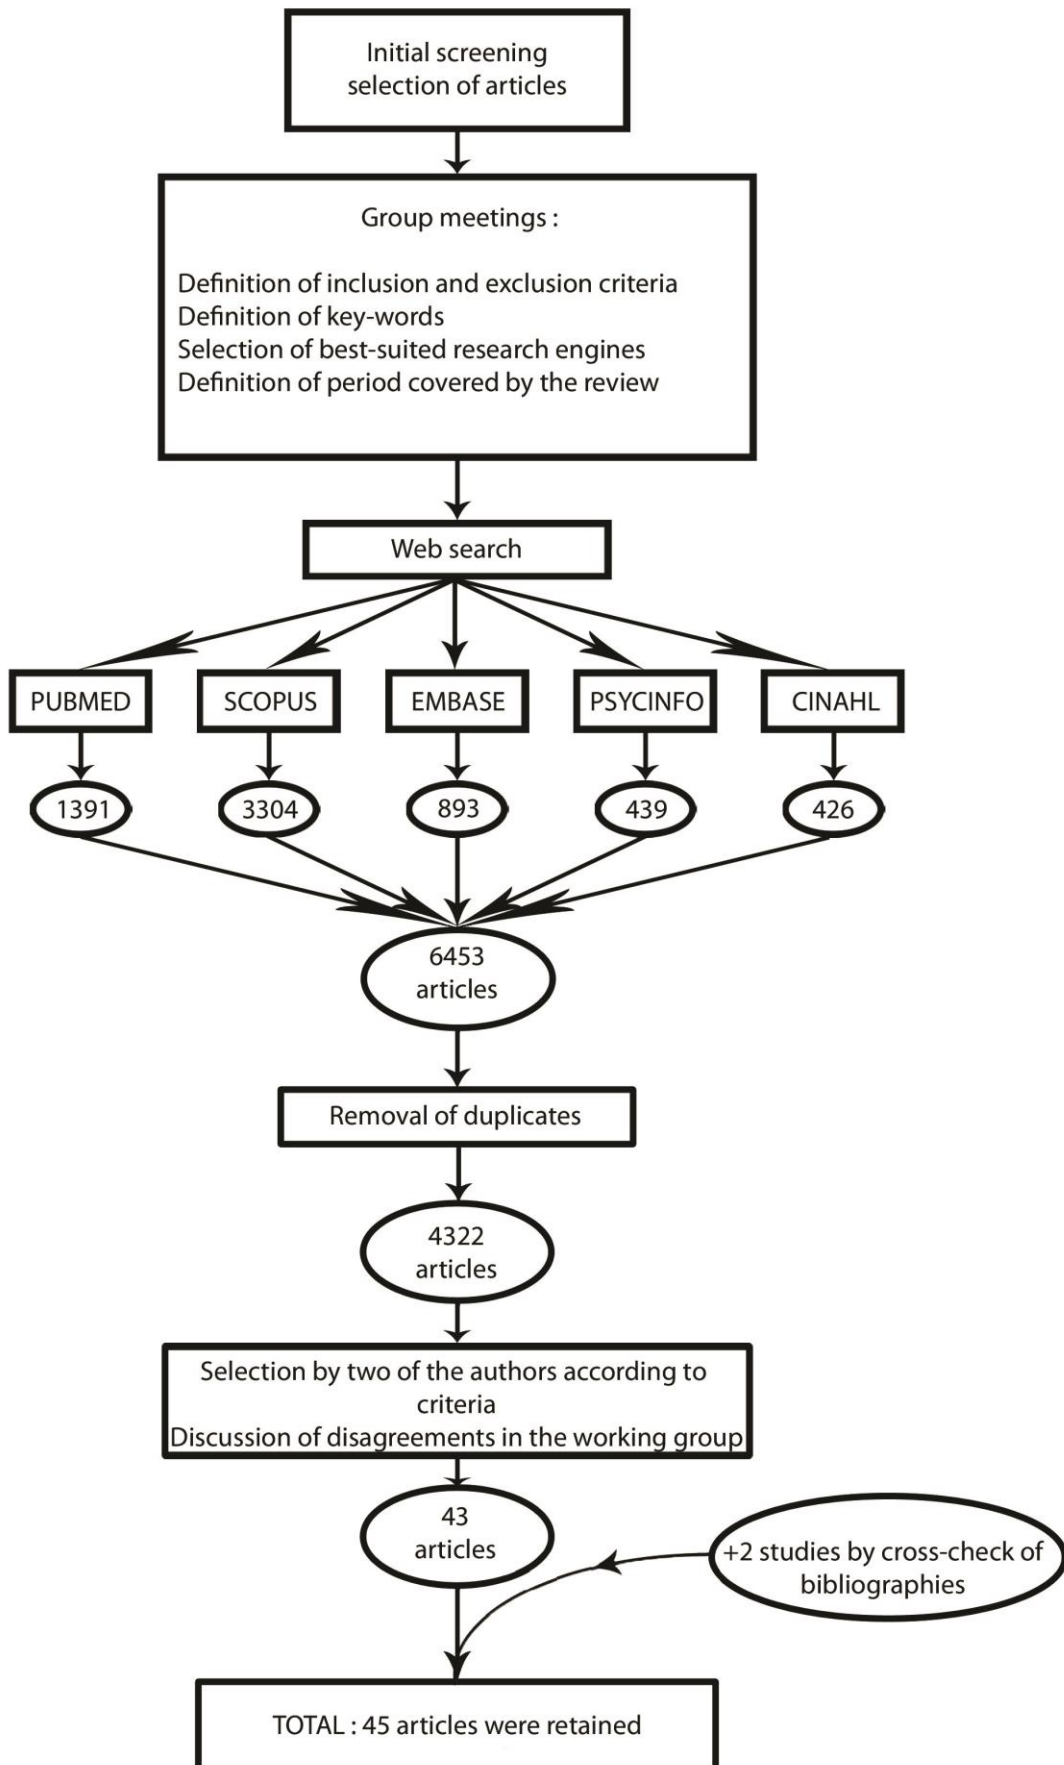 Initial screening
selection of articles
Group meetings :
Definition of inclusion and exclusion criteria
Definition of key-words
Selection of best-suited research engines
Definition of period covered by the review
Web search
PUBMED
SCOPUS
EMBASE
PSYCINFO
CINAHL
1391
3304
893
439
426
6453
articles
Removal of duplicates
4322
articles
Selection by two of the authors according to
criteria
Discussion of disagreements in the working group
43
articles
+2 studies by cross-check of
bibliographies
TOTAL : 45 articles were retained